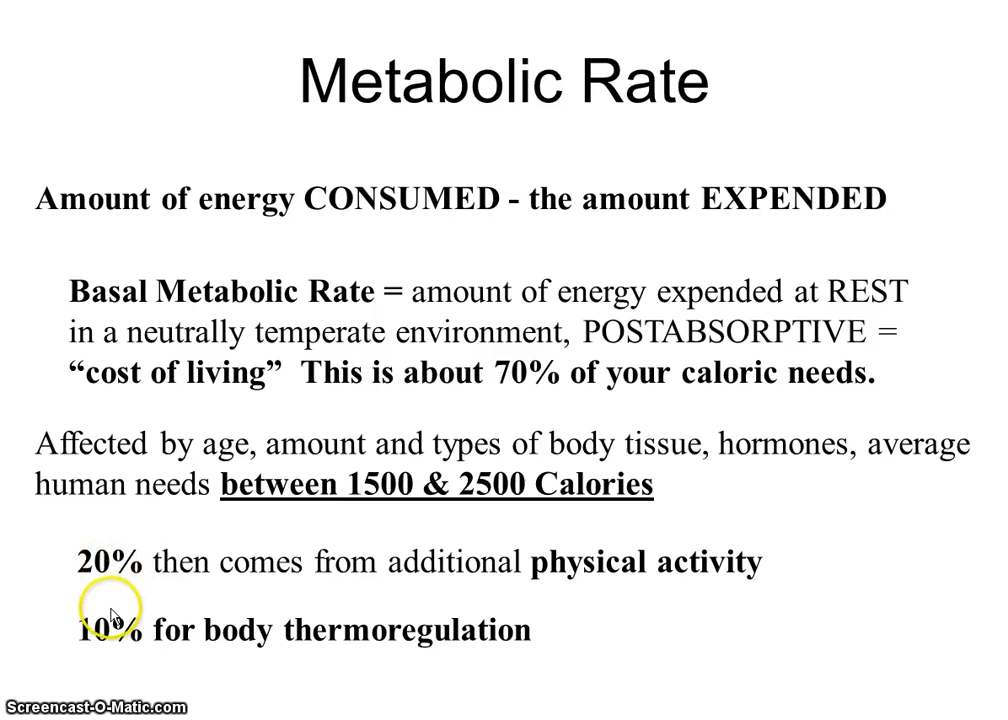 Metabolic Rate
Amount of energy CONSUMED - the amount EXPENDED
Basal Metabolic Rate = amount of energy expended at REST
in a neutrally temperate environment, POSTABSORPTIVE =
“cost of living”  This is about 70% of your caloric needs.
Affected by age, amount and types of body tissue, hormones, average
human needs between 1500 & 2500 Calories
20% then comes from additional physical activity
10% for body thermoregulation
Screencast-O-Matic.com